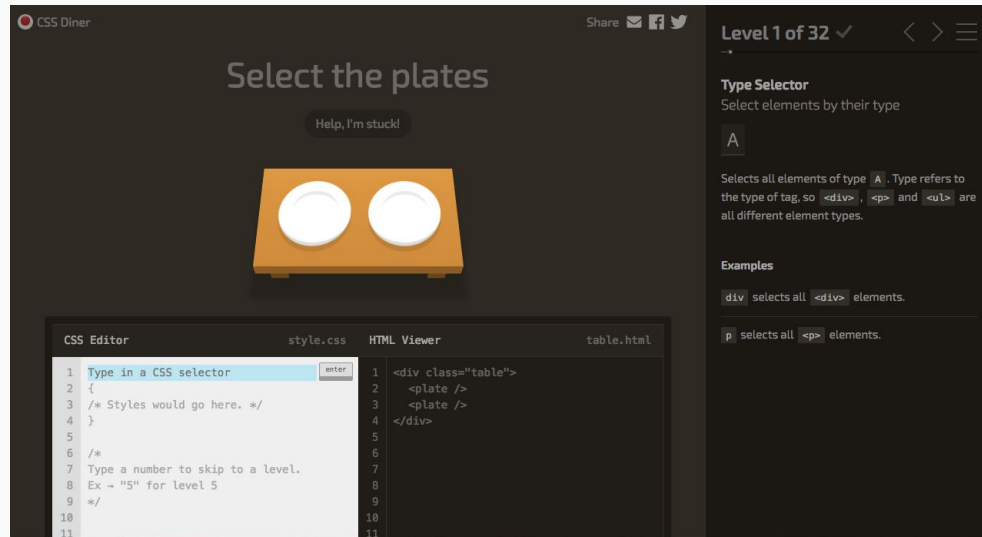 CSS Diner
Share
Select the plates
Help, I'm stuck!
CSS Editor style.css
1 Type in a CSS selector enter
2 {
3 /* Styles would go here. */
4 }
5
6 /*
7 Type a number to skip to a level.
8 Ex → "5" for level 5
9 */
10
11
HTML Viewer table.html
1 <div class="table">
2 <plate />
3 <plate />
4 </div>
5
6
7
8
9
10
11
Level 1 of 32 ✓
Type Selector
Select elements by their type
A
Selects all elements of type A . Type refers to
the type of tag, so <div> , <p> and <ul> are
all different element types.
Examples
div selects all <div> elements.
p selects all <p> elements.